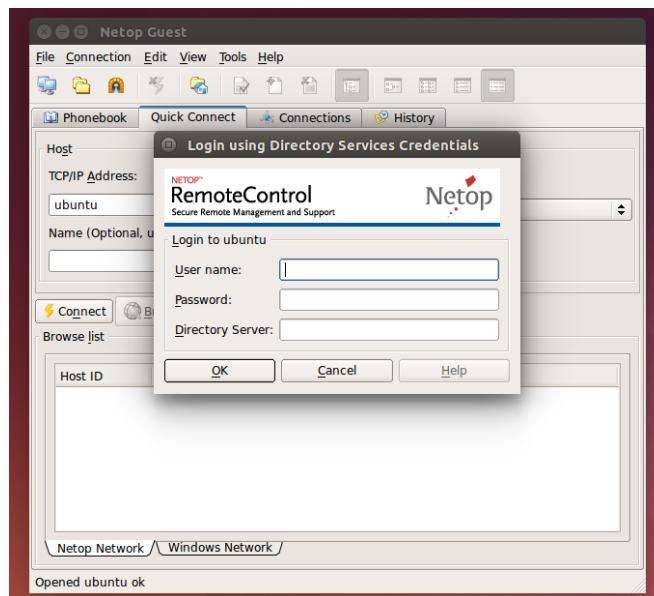 Netop Guest
File Connection Edit View Tools Help
Phonebook Quick Connect Connections History
Host
TCP/IP Address:
ubuntu
Name (Optional, u
Connect
Browse list
Host ID
Netop Network Windows Network
Opened ubuntu ok
Login using Directory Services Credentials
NETOP™
RemoteControl
Secure Remote Management and Support
Netop
Login to ubuntu
User name:
Password:
Directory Server:
OK Cancel Help